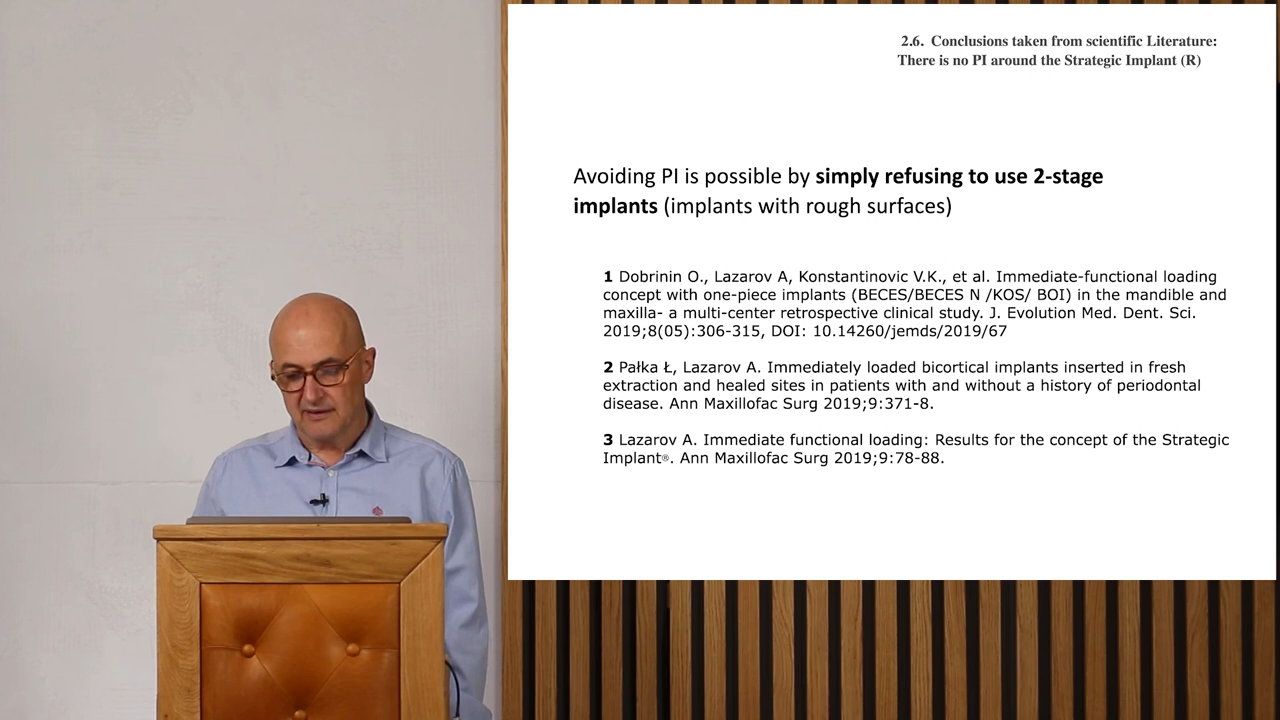 2.6. Conclusions taken from scientific Literature:
There is no PI around the Strategic Implant (R)
Avoiding PI is possible by simply refusing to use 2-stage
implants (implants with rough surfaces)
1 Dobrinin O., Lazarov A, Konstantinovic V.K., et al. Immediate-functional loading
concept with one-piece implants (BECES/BECES N /KOS/ BOI) in the mandible and
maxilla- a multi-center retrospective clinical study. J. Evolution Med. Dent. Sci.
2019;8(05):306-315, DOI: 10.14260/jemds/2019/67
2 Pałka Ł, Lazarov A. Immediately loaded bicortical implants inserted in fresh
extraction and healed sites in patients with and without a history of periodontal
disease. Ann Maxillofac Surg 2019;9:371-8.
3 Lazarov A. Immediate functional loading: Results for the concept of the Strategic
Implant®. Ann Maxillofac Surg 2019;9:78-88.